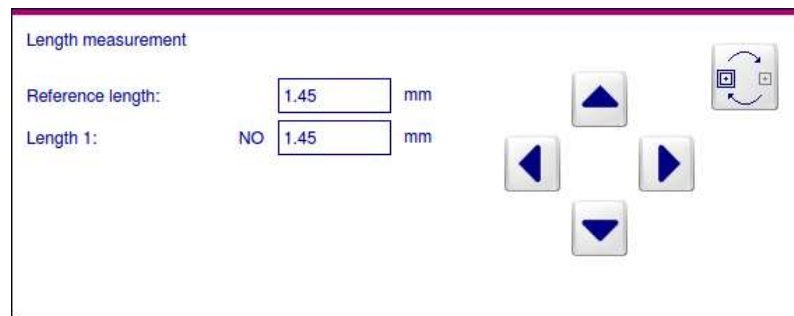 Length measurement
Reference length: 1.45 mm
Length 1: NO 1.45 mm